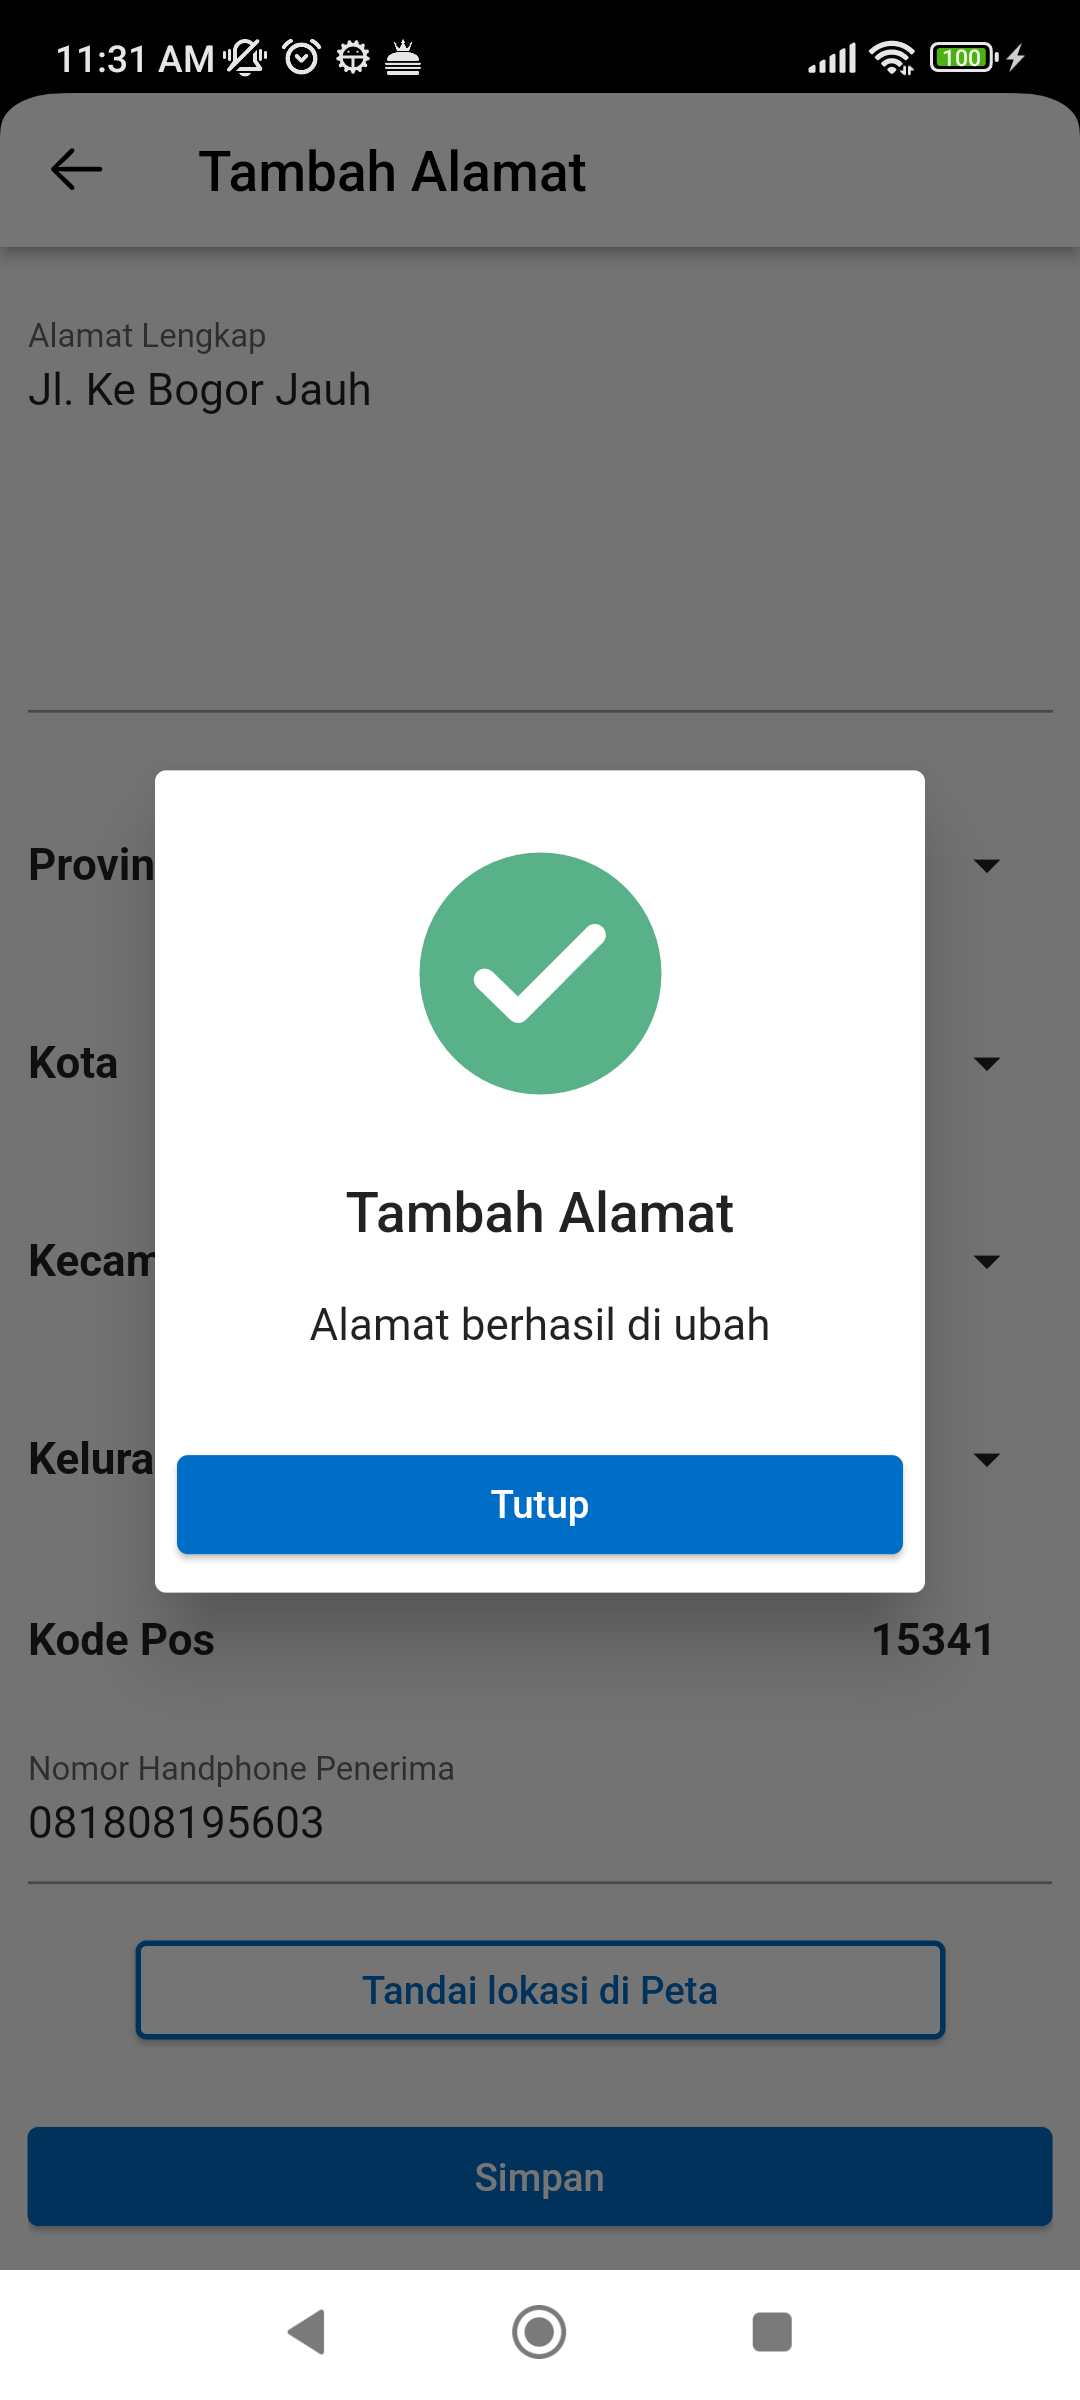 11:31 AM
100
Tambah Alamat
Alamat Lengkap
Jl. Ke Bogor Jauh
Provin
Kota
Kecam
Kelura
Tambah Alamat
Alamat berhasil di ubah
Tutup
Kode Pos 15341
Nomor Handphone Penerima
081808195603
Tandai lokasi di Peta
Simpan